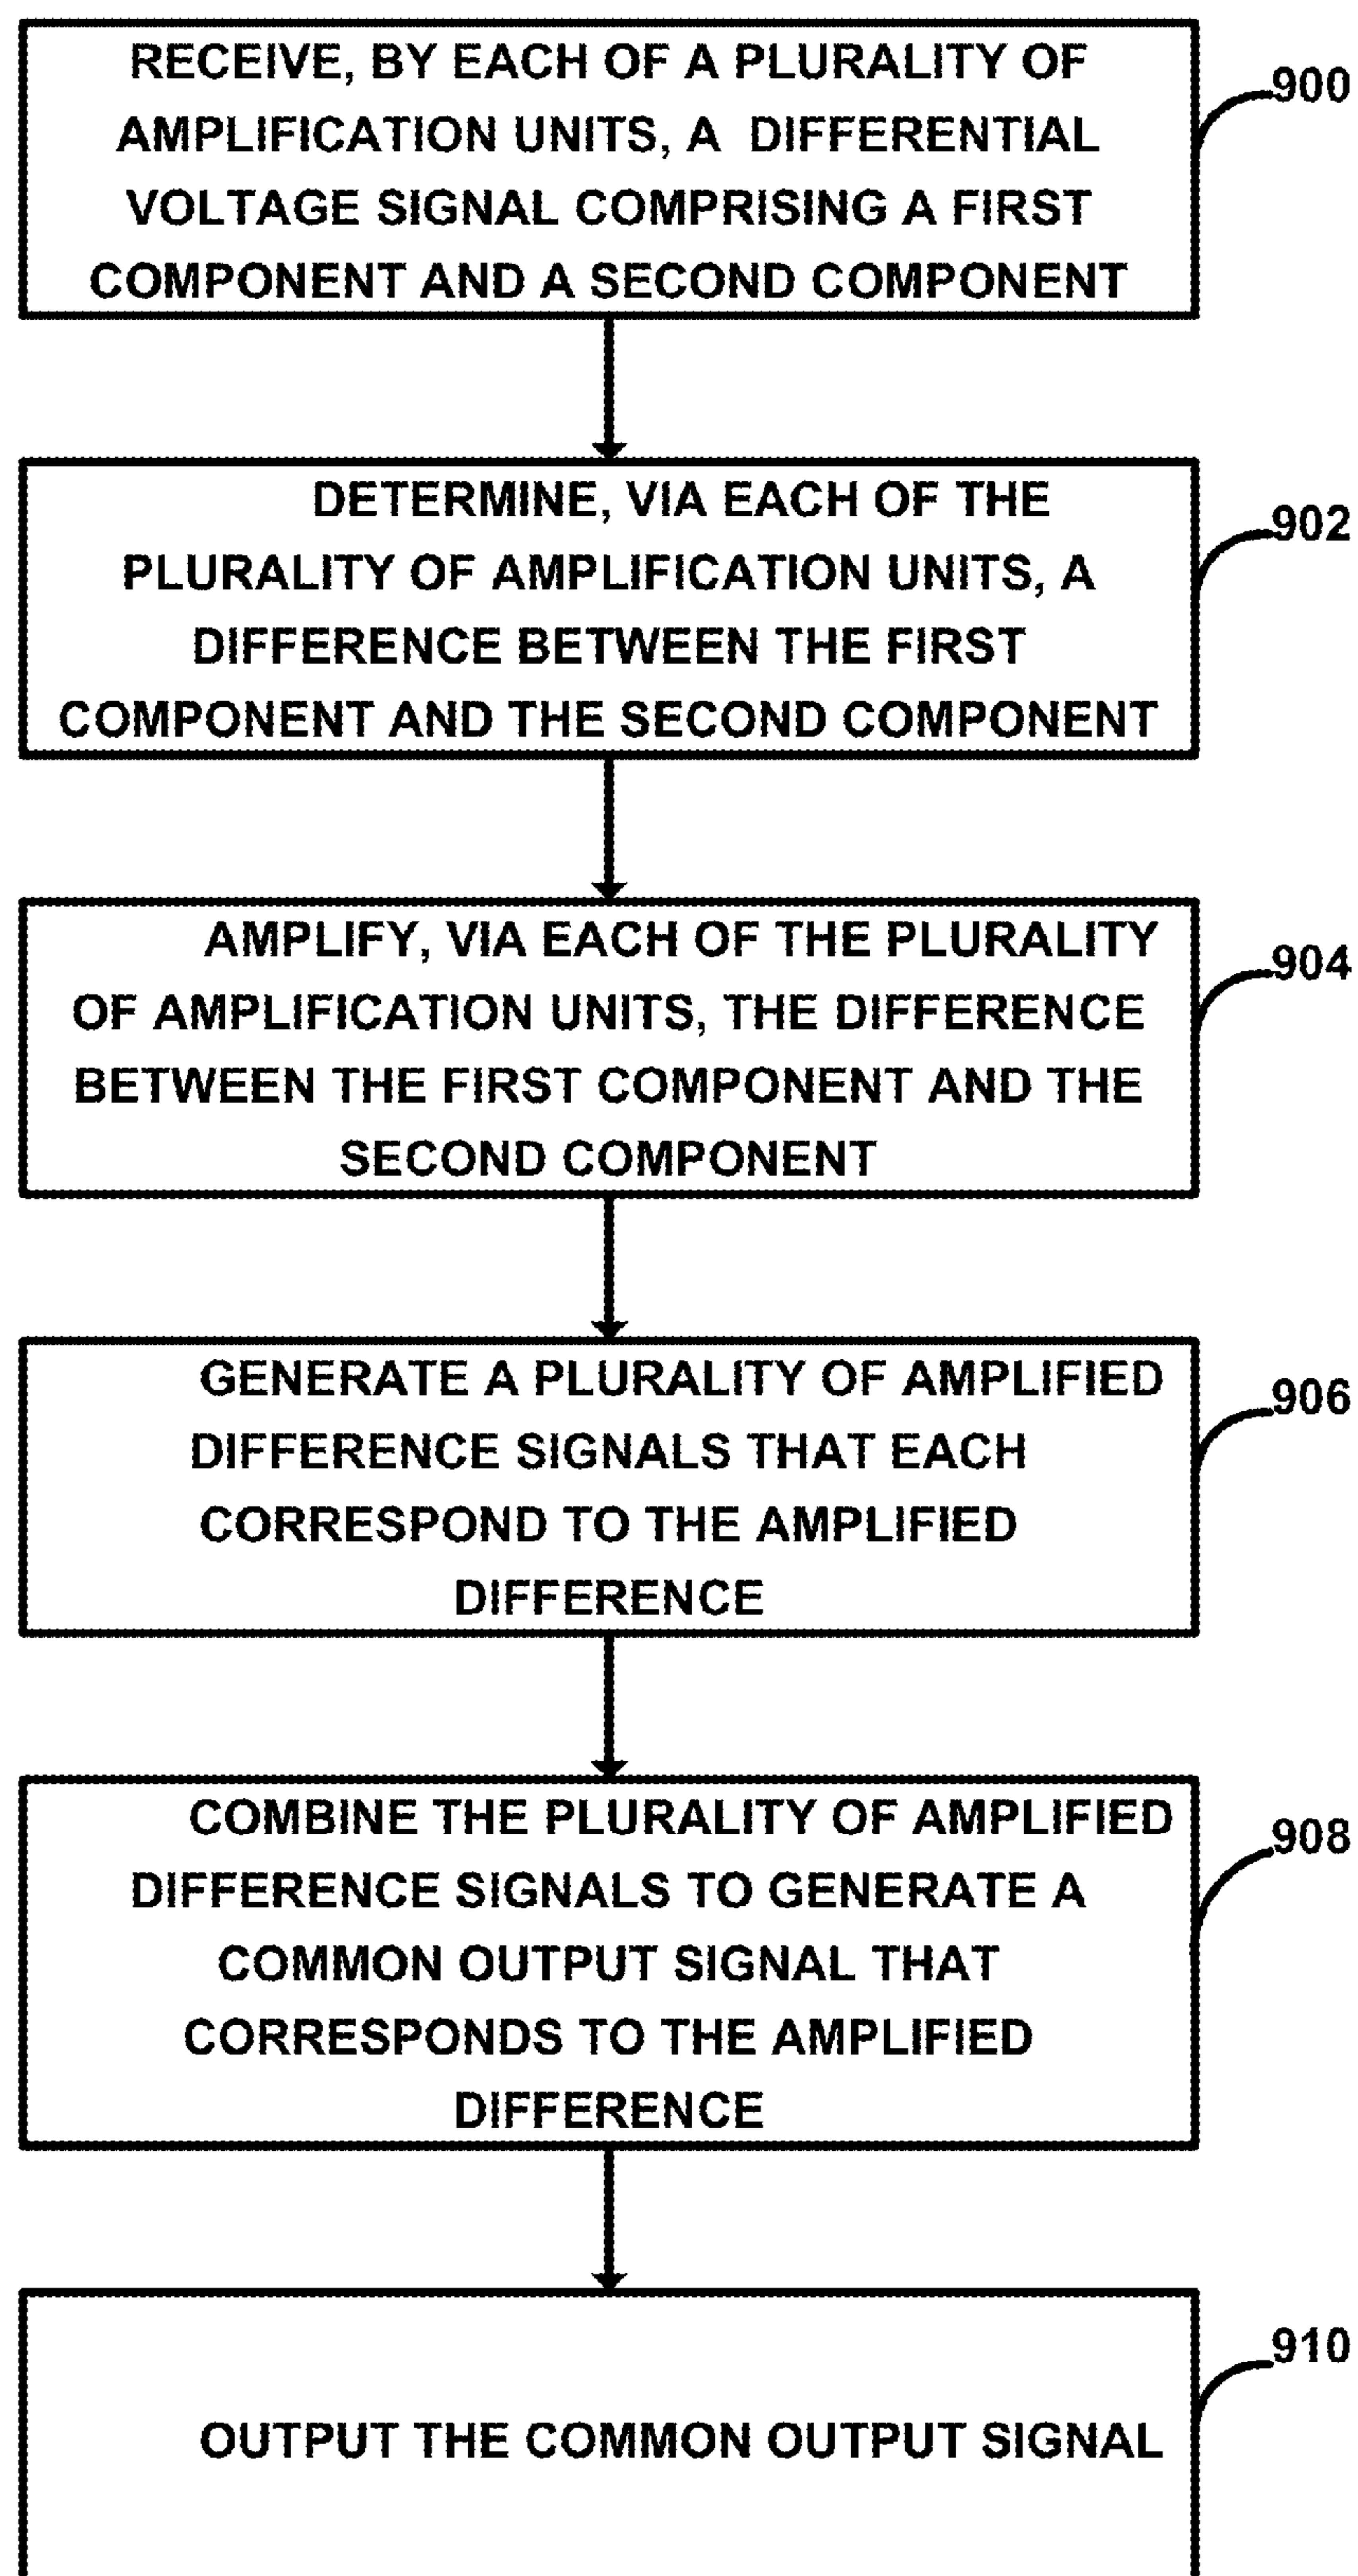 RECEIVE, BY EACH OF A PLURALITY OF
AMPLIFICATION UNITS, A DIFFERENTIAL
VOLTAGE SIGNAL COMPRISING A FIRST
COMPONENT AND A SECOND COMPONENT
900
DETERMINE, VIA EACH OF THE
PLURALITY OF AMPLIFICATION UNITS, A
DIFFERENCE BETWEEN THE FIRST
COMPONENT AND THE SECOND COMPONENT
902
AMPLIFY, VIA EACH OF THE PLURALITY
OF AMPLIFICATION UNITS, THE DIFFERENCE
BETWEEN THE FIRST COMPONENT AND THE
SECOND COMPONENT
904
GENERATE A PLURALITY OF AMPLIFIED
DIFFERENCE SIGNALS THAT EACH
CORRESPOND TO THE AMPLIFIED
DIFFERENCE
906
COMBINE THE PLURALITY OF AMPLIFIED
DIFFERENCE SIGNALS TO GENERATE A
COMMON OUTPUT SIGNAL THAT
CORRESPONDS TO THE AMPLIFIED
DIFFERENCE
908
OUTPUT THE COMMON OUTPUT SIGNAL
910